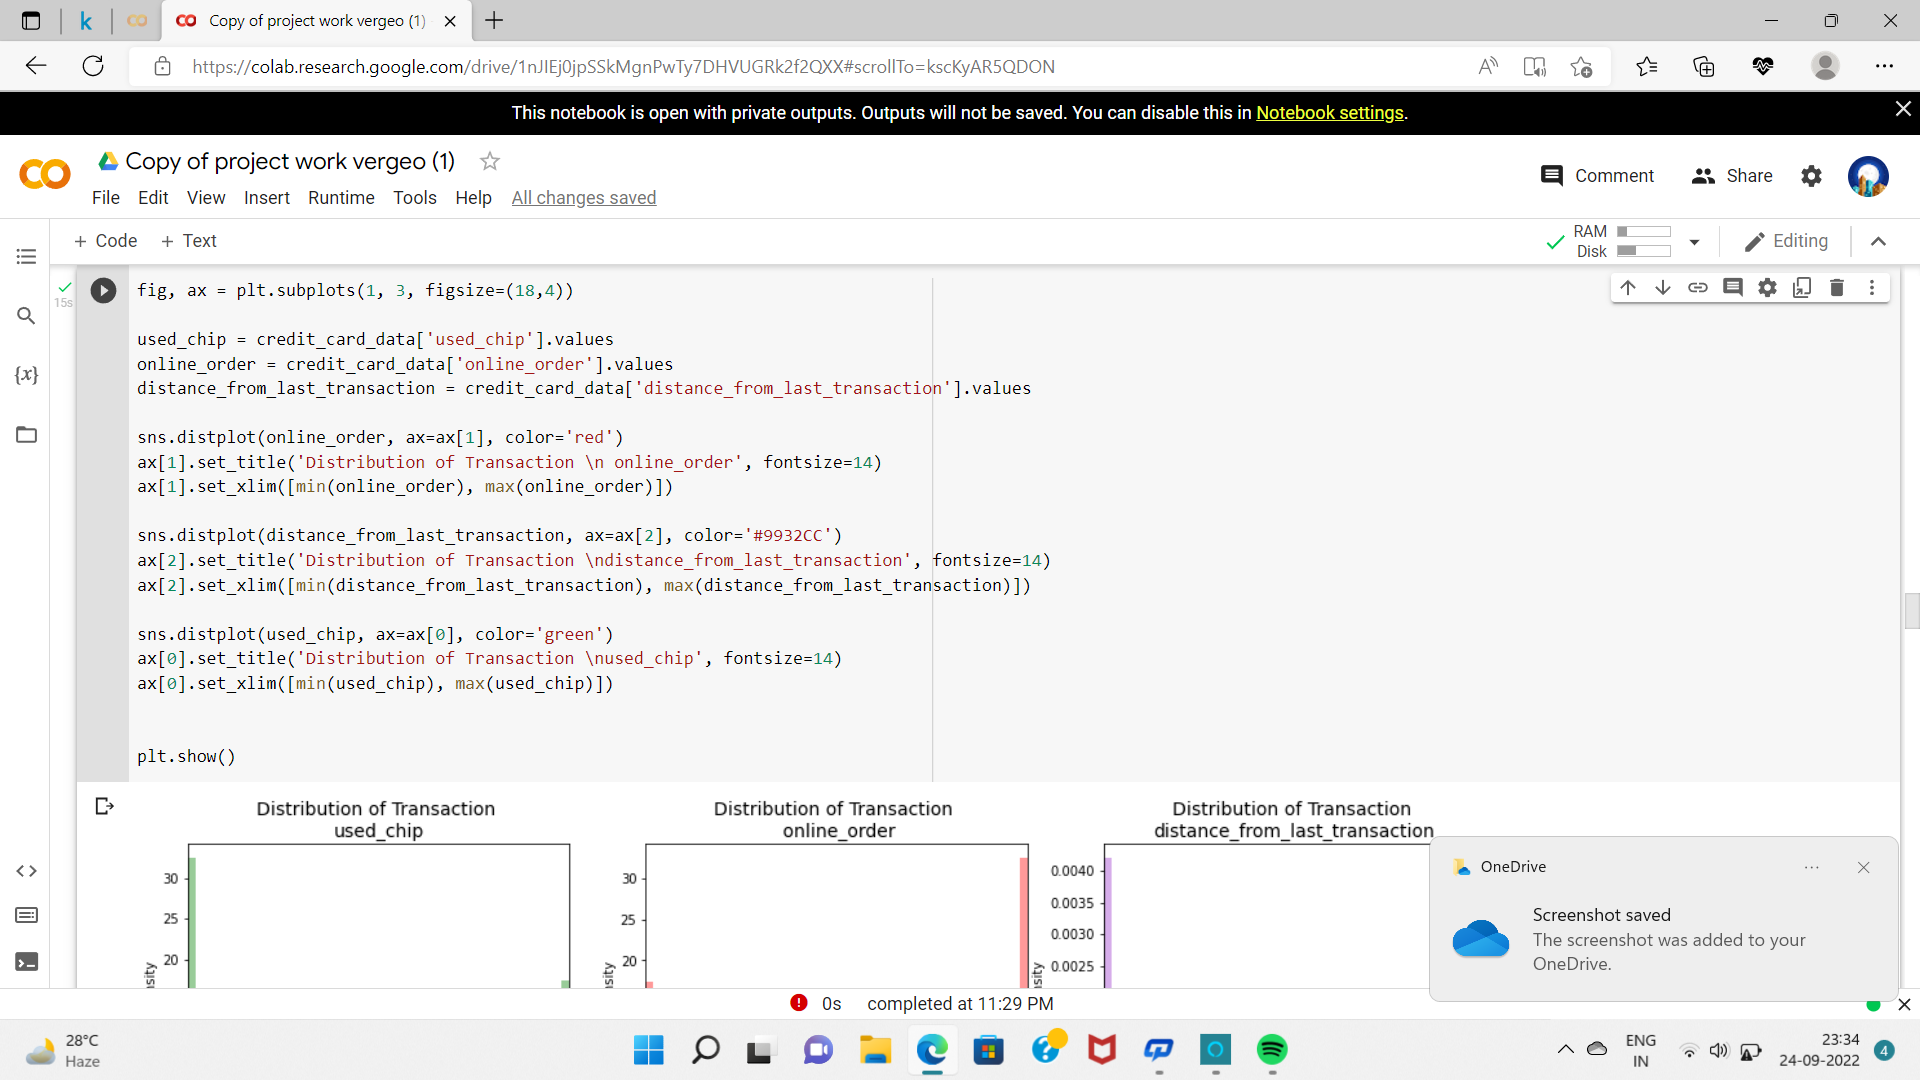 Copy of project work vergeo (1)
https://colab.research.google.com/drive/1nJIEj0jpSSkMgnPwTy7DHVUGRk2f2QXX#scrollTo=kscKyAR5QDON
This notebook is open with private outputs. Outputs will not be saved. You can disable this in Notebook settings.
Copy of project work vergeo (1)
Comment
Share
File Edit View Insert Runtime Tools Help All changes saved
+ Code + Text
RAM
Disk
Editing
15s
fig, ax = plt.subplots(1, 3, figsize=(18,4))
used_chip = credit_card_data['used_chip'].values
online_order = credit_card_data['online_order'].values
distance_from_last_transaction = credit_card_data['distance_from_last_transaction'].values
sns.distplot(online_order, ax=ax[1], color='red')
ax[1].set_title('Distribution of Transaction \n online_order', fontsize=14)
ax[1].set_xlim([min(online_order), max(online_order)])
sns.distplot(distance_from_last_transaction, ax=ax[2], color='#9932CC')
ax[2].set_title('Distribution of Transaction \ndistance_from_last_transaction', fontsize=14)
ax[2].set_xlim([min(distance_from_last_transaction), max(distance_from_last_transaction)])
sns.distplot(used_chip, ax=ax[0], color='green')
ax[0].set_title('Distribution of Transaction \nused_chip', fontsize=14)
ax[0].set_xlim([min(used_chip), max(used_chip)])
plt.show()
Distribution of Transaction
used_chip
30
25
20
Distribution of Transaction
online_order
30
25
20
Distribution of Transaction
distance_from_last_transaction
0.0040
0.0035
0.0030
0.0025
OneDrive
Screenshot saved
The screenshot was added to your
OneDrive.
0s completed at 11:29 PM
28°C
Haze
ENG
IN
23:34
24-09-2022
4